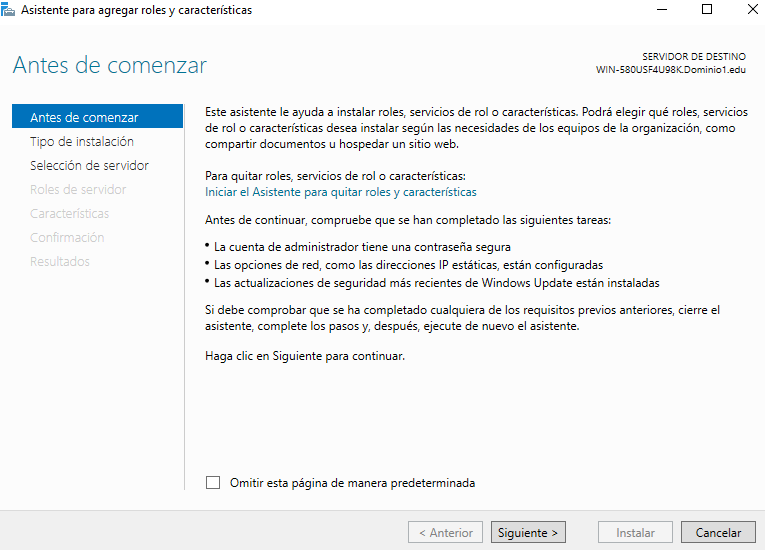 Asistente para agregar roles y características
Antes de comenzar
SERVIDOR DE DESTINO
WIN-580USF4U98K.Dominio1.edu
Antes de comenzar
Tipo de instalación
Selección de servidor
Roles de servidor
Características
Confirmación
Resultados
Este asistente le ayuda a instalar roles, servicios de rol o características. Podrá elegir qué roles, servicios
de rol o características desea instalar según las necesidades de los equipos de la organización, como
compartir documentos u hospedar un sitio web.
Para quitar roles, servicios de rol o características:
Iniciar el Asistente para quitar roles y características
Antes de continuar, compruebe que se han completado las siguientes tareas:
• La cuenta de administrador tiene una contraseña segura
• Las opciones de red, como las direcciones IP estáticas, están configuradas
• Las actualizaciones de seguridad más recientes de Windows Update están instaladas
Si debe comprobar que se ha completado cualquiera de los requisitos previos anteriores, cierre el
asistente, complete los pasos y, después, ejecute de nuevo el asistente.
Haga clic en Siguiente para continuar.
Omitir esta página de manera predeterminada
< Anterior
Siguiente >
Instalar
Cancelar